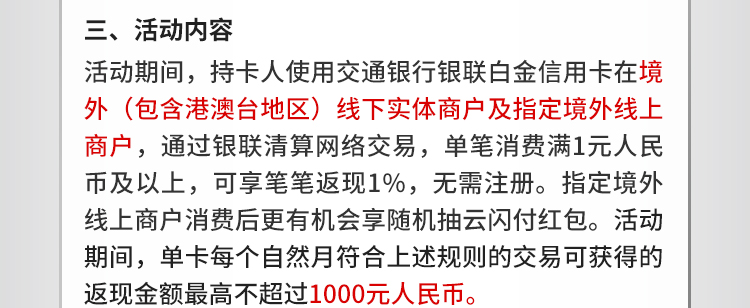 三、活动内容
活动期间，持卡人使用交通银行银联白金信用卡在境
外（包含港澳台地区）线下实体商户及指定境外线上
商户，通过银联清算网络交易，单笔消费满1元人民
币及以上，可享笔笔返现1%，无需注册。指定境外
线上商户消费后更有机会享随机抽云闪付红包。活动
期间，单卡每个自然月符合上述规则的交易可获得的
返现金额最高不超过1000元人民币。